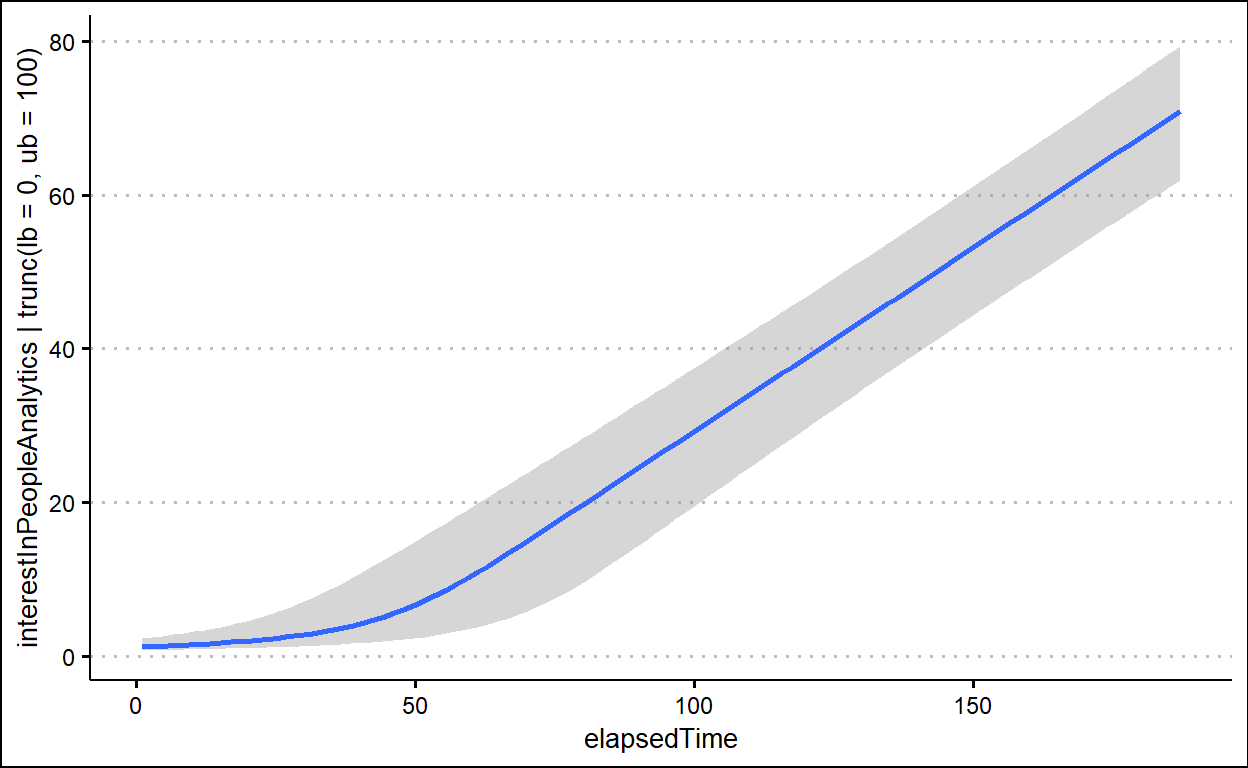 interestInPeopleAnalytics | trunc(lb = 0, ub = 100)
80
60
40
20
0
0 50 100 150
elapsedTime